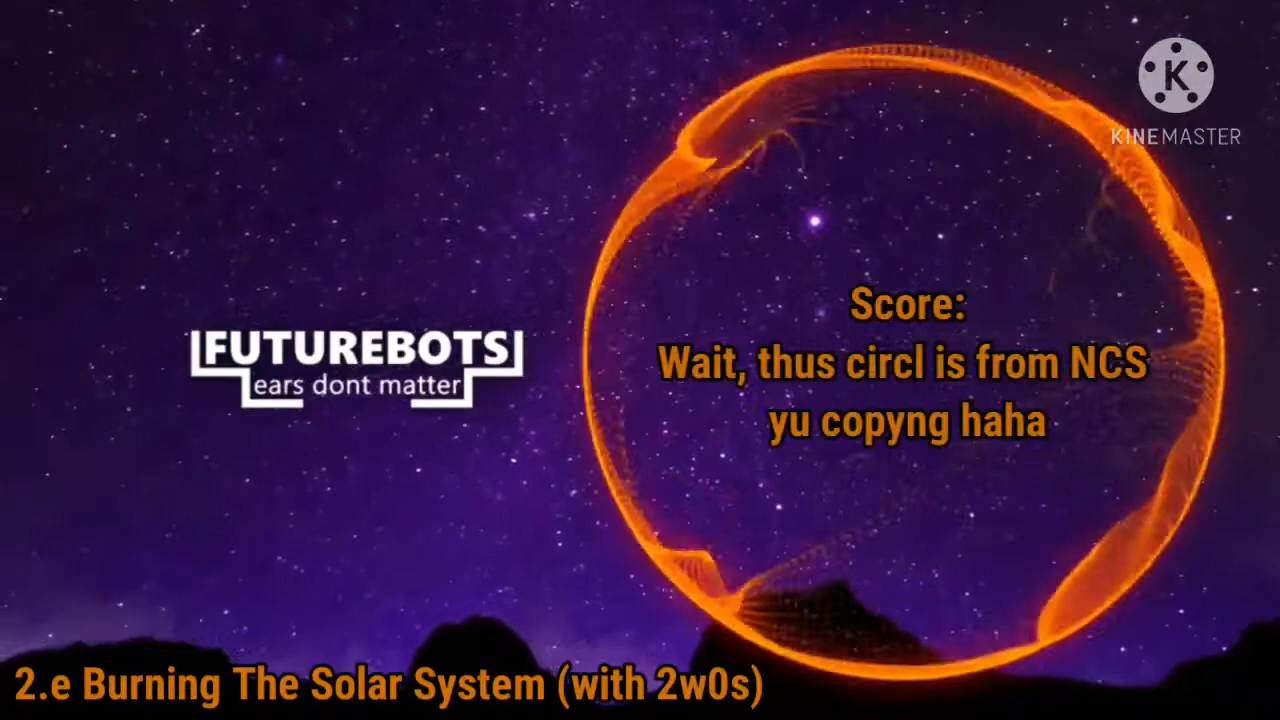 K
KINEMASTER
FUTUREBOTS
ears dont matter
Score:
Wait, thus circl is from NCS
yu copyng haha
2.e Burning The Solar System (with 2w0s)